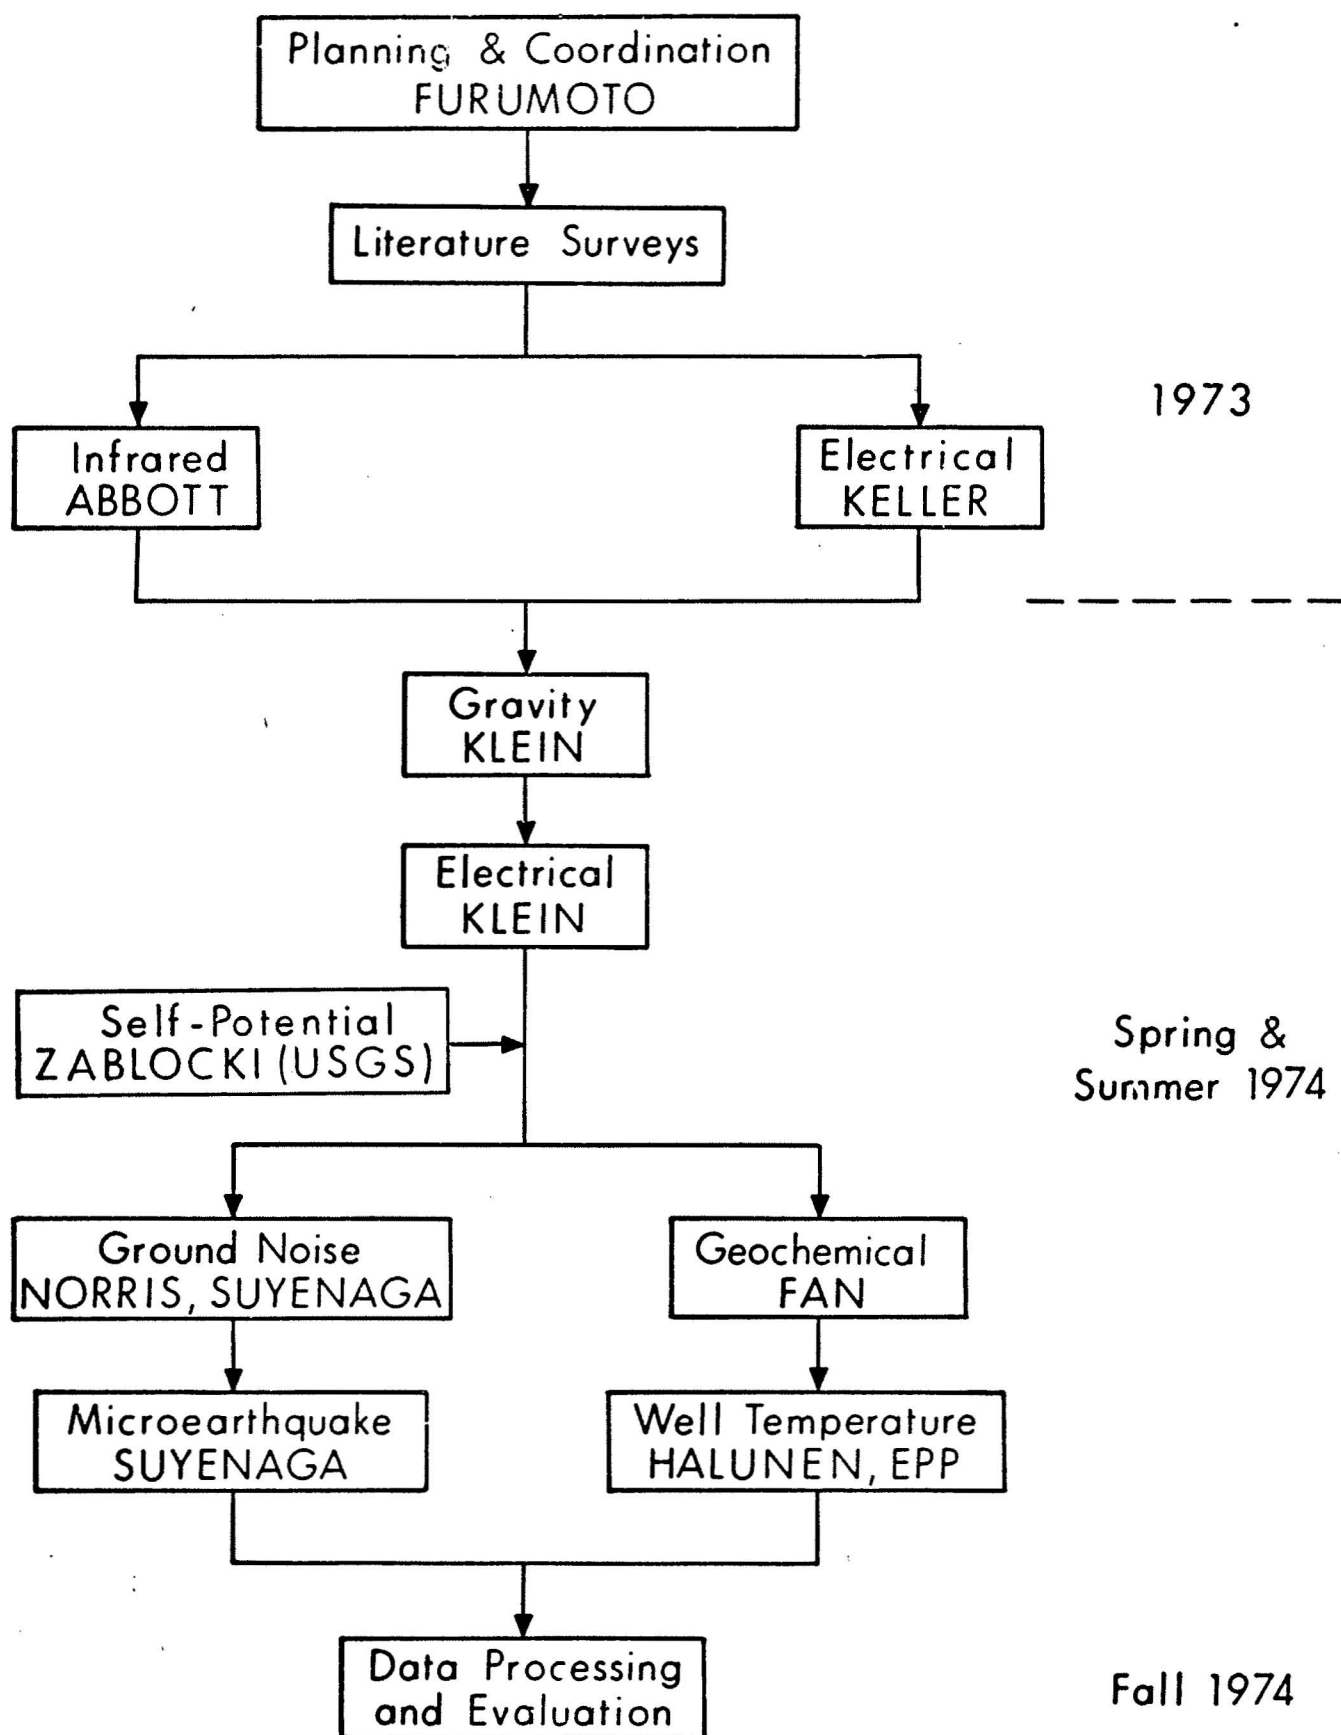 Planning & Coordination
FURUMOTO
Literature Surveys
1973
Infrared
ABBOTT
Electrical
KELLER
Gravity
KLEIN
Electrical
KLEIN
Self-Potential
ZABLOCKI (USGS)
Spring &
Summer 1974
Ground Noise
NORRIS, SUYENAGA
Geochemical
FAN
Microearthquake
SUYENAGA
Well Temperature
HALUNEN, EPP
Data Processing
and Evaluation
Fall 1974